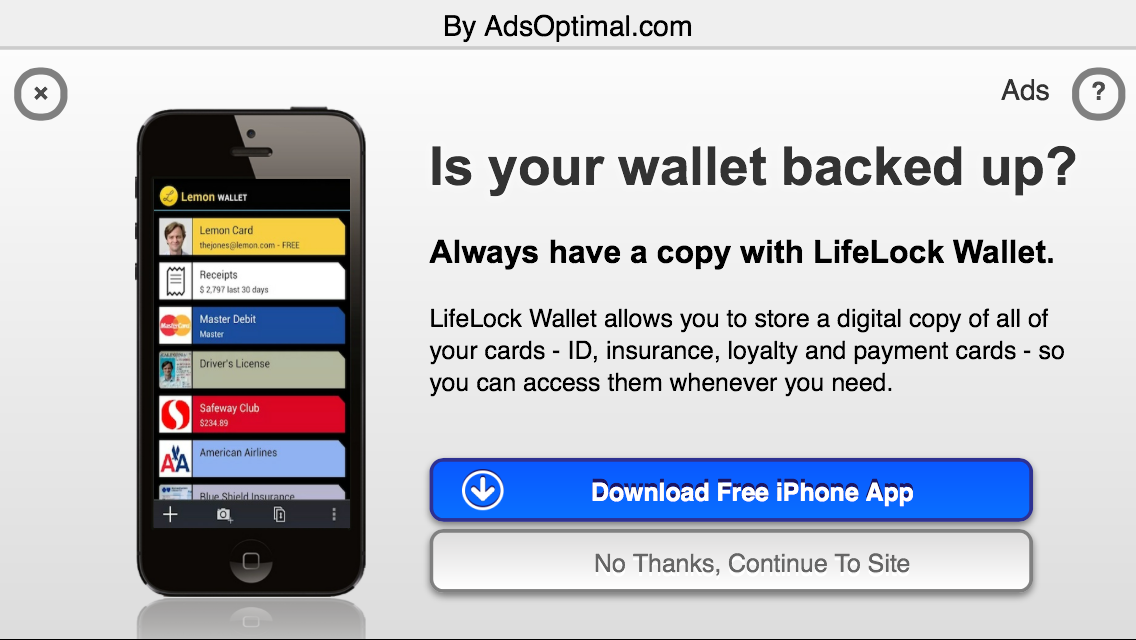 By AdsOptimal.com
×
Ads
?
Is your wallet backed up?
Always have a copy with LifeLock Wallet.
LifeLock Wallet allows you to store a digital copy of all of
your cards - ID, insurance, loyalty and payment cards - so
you can access them whenever you need.
Download Free iPhone App
No Thanks, Continue To Site
Lemon WALLET
Lemon Card
thejones@lemon.com - FREE
Receipts
$ 2,797 last 30 days
MasterCard
Master Debit
Master
Driver's License
Safeway Club
$234.89
AA
American Airlines
Blue Shield Insurance